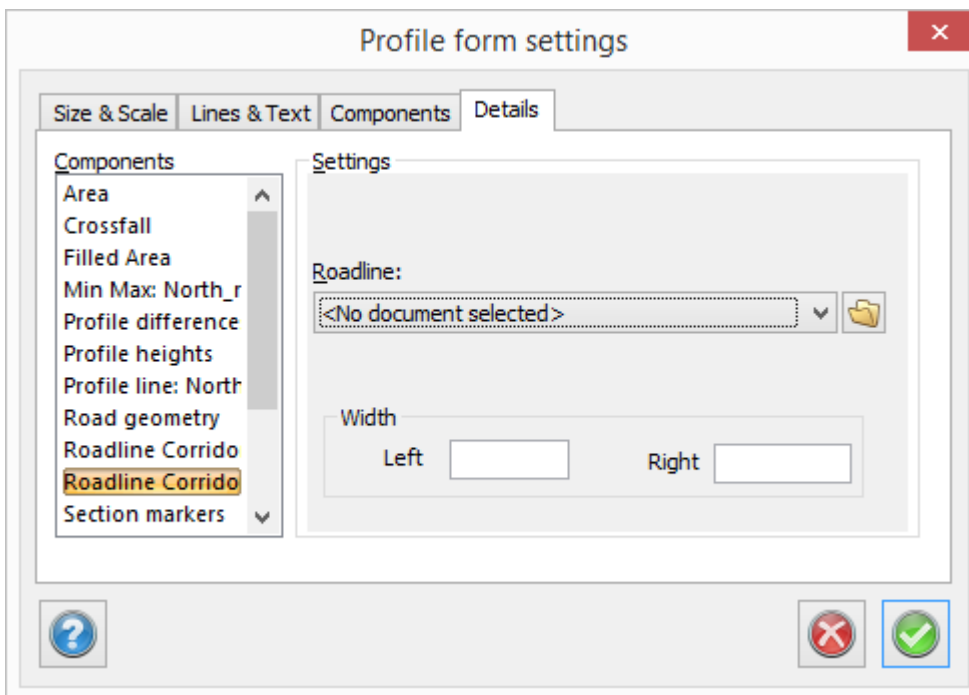 Profile form settings
Size & Scale Lines & Text Components Details
Components
Area
Crossfall
Filled Area
Min Max: North_r
Profile difference
Profile heights
Profile line: North
Road geometry
Roadline Corrido
Roadline Corrido
Section markers
Settings
Roadline:
<No document selected>
Width
Left
Right